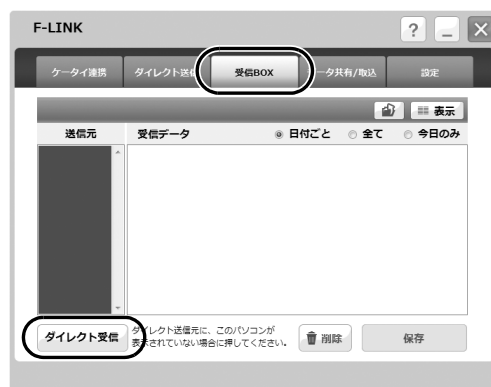 F-LINK
?
ケータイ連携 ダイレクト送信 受信BOX ータ共有/取込 設定
表示
送信元 受信データ 日付ごと 全て 今日のみ
ダイレクト受信 ダイレクト送信元に、このパソコンが
表示されていない場合に押してください。
削除 保存